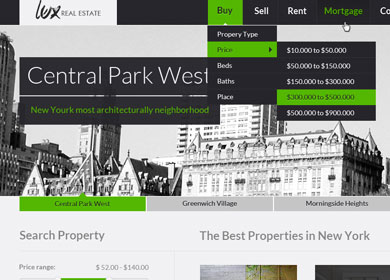 lux REAL ESTATE
Buy Sell Rent Mortgage Co
Propery Type
Price
Beds
Baths
Place
$10.000 to $50.000
$50.000 to $150.000
$150.000 to $300.000
$300.000 to $500.000
$500.000 to $900.000
Central Park West
New Yourk most architecturally neighborhood
Central Park West
Greenwich Village
Morningside Heights
Search Property
Price range: $ 52.00 - $140.00
The Best Properties in New York